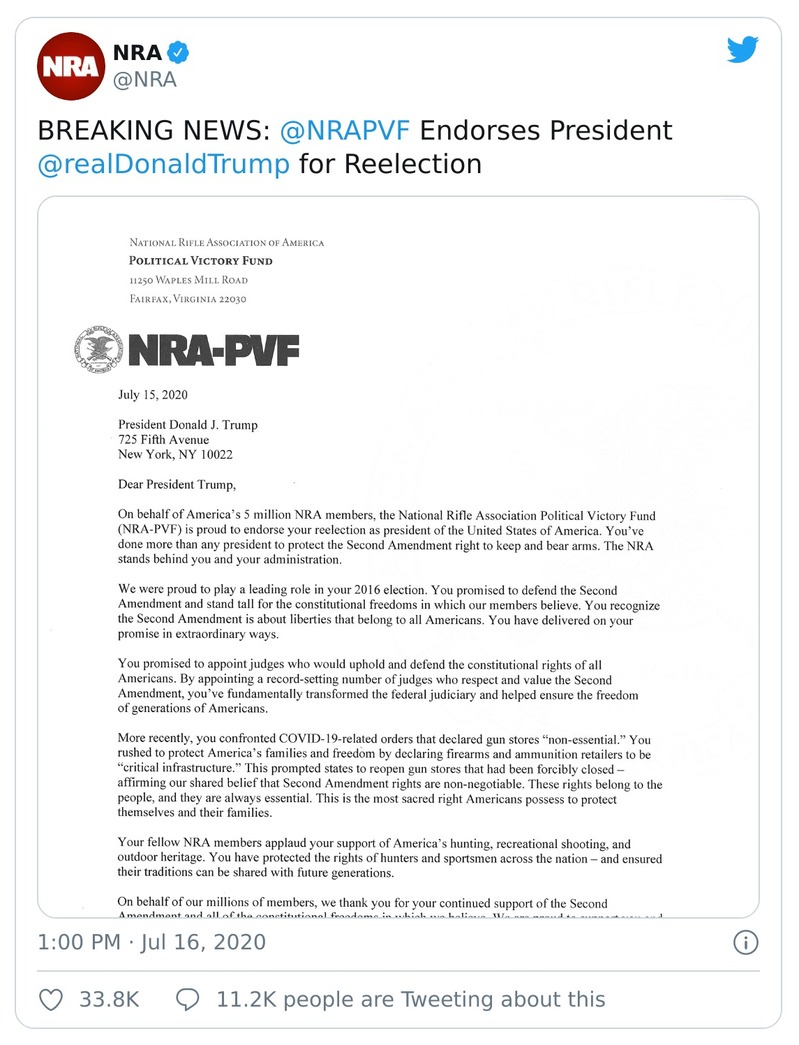 NRA
NRA
@NRA
BREAKING NEWS: @NRAPVF Endorses President
@realDonaldTrump for Reelection
National Rifle Association of America
Political Victory Fund
11250 Waples Mill Road
Fairfax, Virginia 22030
NRA-PVF
July 15, 2020
President Donald J. Trump
725 Fifth Avenue
New York, NY 10022
Dear President Trump,
On behalf of America's 5 million NRA members, the National Rifle Association Political Victory Fund
(NRA-PVF) is proud to endorse your reelection as president of the United States of America. You've
done more than any president to protect the Second Amendment right to keep and bear arms. The NRA
stands behind you and your administration.
We were proud to play a leading role in your 2016 election. You promised to defend the Second
Amendment and stand tall for the constitutional freedoms in which our members believe. You recognize
the Second Amendment is about liberties that belong to all Americans. You have delivered on your
promise in extraordinary ways.
You promised to appoint judges who would uphold and defend the constitutional rights of all
Americans. By appointing a record-setting number of judges who respect and value the Second
Amendment, you've fundamentally transformed the federal judiciary and helped ensure the freedom
of generations of Americans.
More recently, you confronted COVID-19-related orders that declared gun stores “non-essential.” You
rushed to protect America's families and freedom by declaring firearms and ammunition retailers to be
“critical infrastructure.” This prompted states to reopen gun stores that had been forcibly closed –
affirming our shared belief that Second Amendment rights are non-negotiable. These rights belong to the
people, and they are always essential. This is the most sacred right Americans possess to protect
themselves and their families.
Your fellow NRA members applaud your support of America's hunting, recreational shooting, and
outdoor heritage. You have protected the rights of hunters and sportsmen across the nation – and ensured
their traditions can be shared with future generations.
On behalf of our millions of members, we thank you for your continued support of the Second
Amendment and all of the constitutional freedoms in which we believe. We are proud to support you and
1:00 PM · Jul 16, 2020
33.8K
11.2K people are Tweeting about this